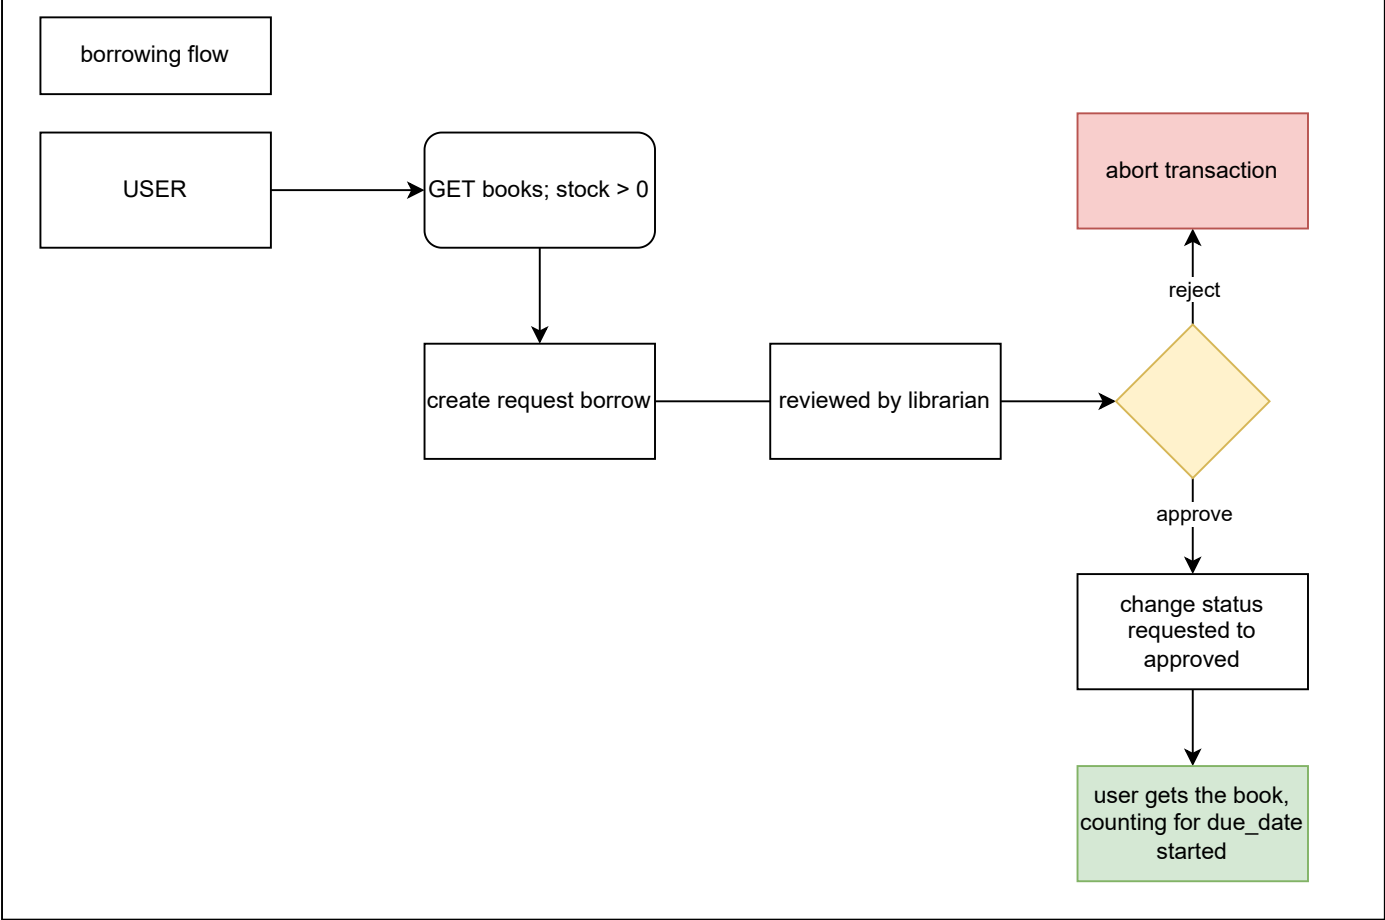 borrowing flow
USER
GET books; stock > 0
abort transaction
reject
create request borrow
reviewed by librarian
approve
change status
requested to
approved
user gets the book,
counting for due_date
started